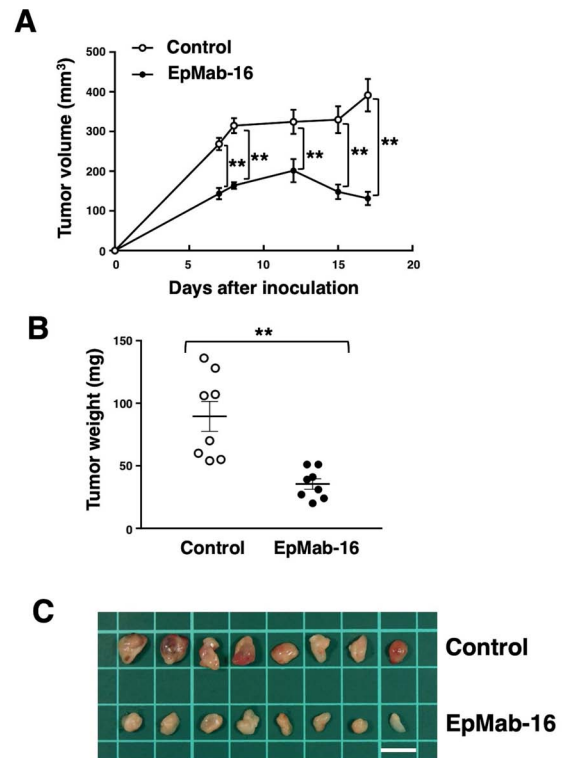 A
Control
EpMab-16
Tumor volume (mm³)
500
400
300
200
100
0
** ** ** ** **
0 5 10 15 20
Days after inoculation
B
**
Tumor weight (mg)
150
100
50
0
Control EpMab-16
C
Control
EpMab-16